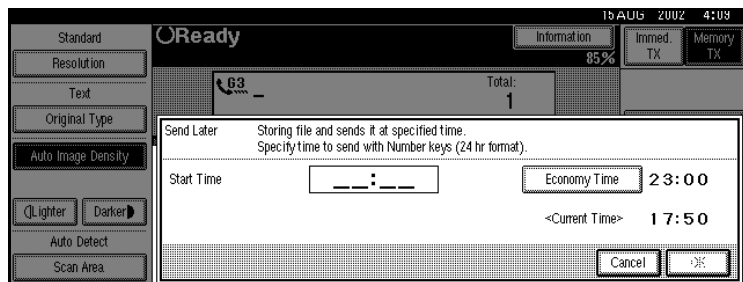 15 AUG 2002 4:09
Standard
Resolution
Text
Original Type
Auto Image Density
Lighter Darker
Auto Detect
Scan Area
Ready
Information
85%
Immed. TX
Memory TX
G3 _
Total:
1
Send Later
Storing file and sends it at specified time.
Specify time to send with Number keys (24 hr format).
Start Time
__:__
Economy Time 23:00
<Current Time> 17:50
Cancel OK